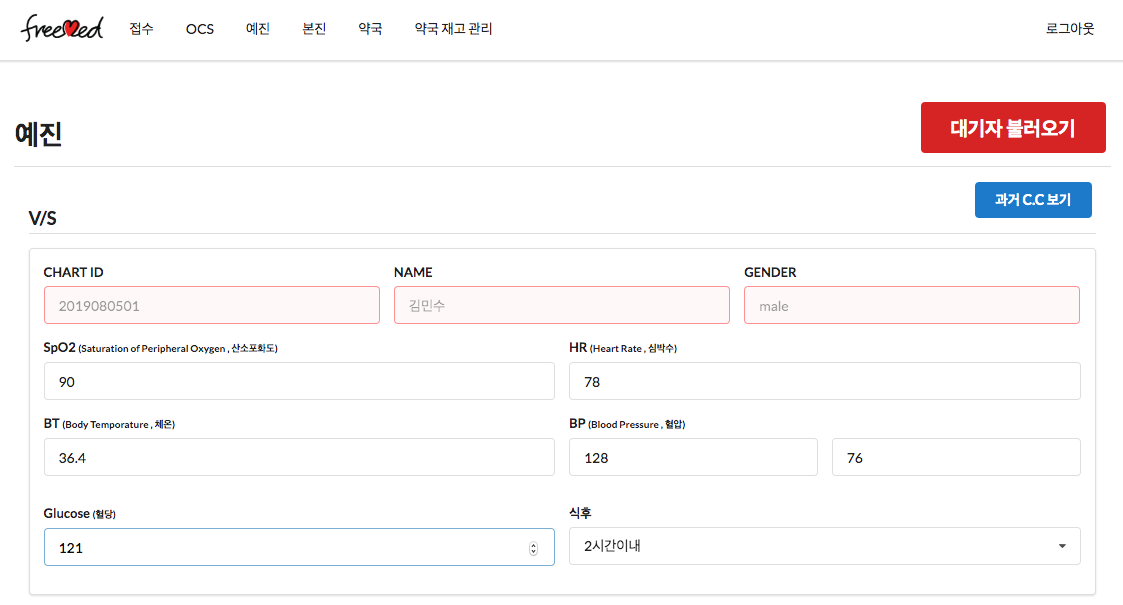 freemed 접수 OCS 예진 본진 약국 약국 재고 관리 로그아웃
예진 대기자 불러오기
과거 C.C 보기
V/S
CHART ID NAME GENDER
2019080501 김민수 male
SpO2 (Saturation of Peripheral Oxygen , 산소포화도) HR (Heart Rate , 심박수)
90 78
BT (Body Temporature , 체온) BP (Blood Pressure , 혈압)
36.4 128 76
Glucose (혈당) 식후
121 2시간이내